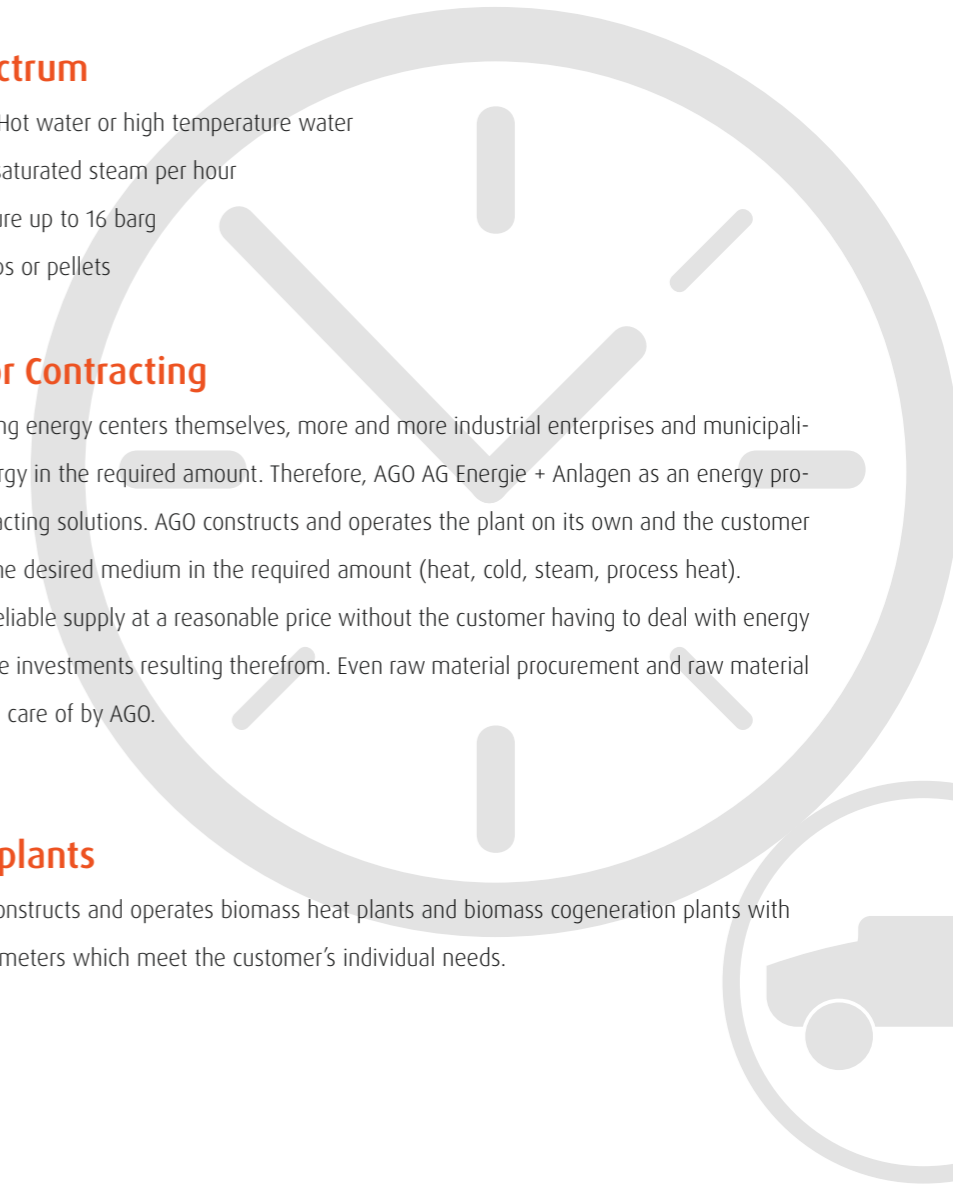 ctrum
Hot water or high temperature water
saturated steam per hour
ure up to 16 barg
os or pellets
or Contracting
ng energy centers themselves, more and more industrial enterprises and municipali-
rgy in the required amount. Therefore, AGO AG Energie + Anlagen as an energy pro-
acting solutions. AGO constructs and operates the plant on its own and the customer
he desired medium in the required amount (heat, cold, steam, process heat).
eliable supply at a reasonable price without the customer having to deal with energy
e investments resulting therefrom. Even raw material procurement and raw material
care of by AGO.
plants
onstructs and operates biomass heat plants and biomass cogeneration plants with
meters which meet the customer’s individual needs.